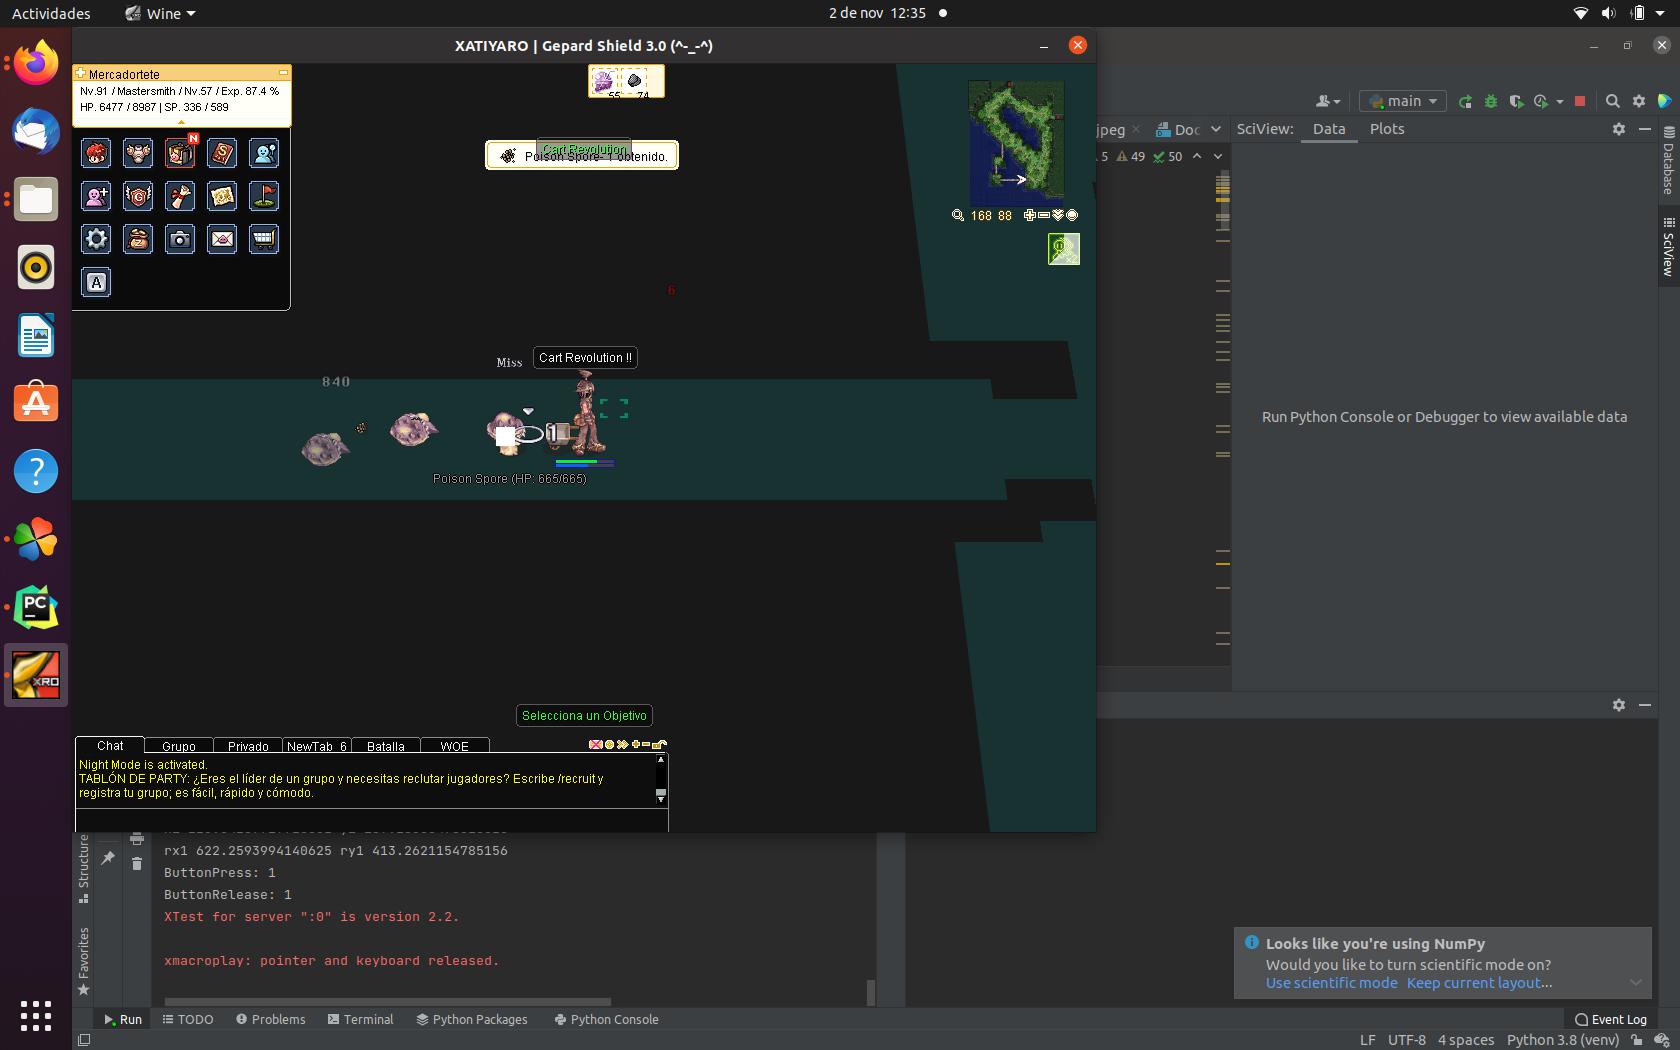 Actividades
Wine
2 de nov 12:35
XATIYARO | Gepard Shield 3.0 (^-_-^)
Mercadortete
Nv.91 / Mastersmith / Nv.57 / Exp. 87.4 %
HP. 6477 / 8987 | SP. 336 / 589
N
G
S
Z
A
55
74
Cart Revolution
Poison Spore- 1 obtenido.
168 88
x2
6
Miss
Cart Revolution !!
840
1
Poison Spore (HP: 665/665)
Selecciona un Objetivo
Chat
Grupo
Privado
NewTab 6
Batalla
WOE
Night Mode is activated.
TABLÓN DE PARTY: ¿Eres el líder de un grupo y necesitas reclutar jugadores? Escribe /recruit y
registra tu grupo; es fácil, rápido y cómodo.
main
jpeg
Doc
SciView:
Data
Plots
5
49
50
Database
SciView
Run Python Console or Debugger to view available data
PC
XRO
Structure
Favorites
rx1 622.2593994140625 ry1 413.2621154785156
ButtonPress: 1
ButtonRelease: 1
XTest for server ":0" is version 2.2.
xmacroplay: pointer and keyboard released.
Looks like you're using NumPy
Would you like to turn scientific mode on?
Use scientific mode
Keep current layout...
Run
TODO
Problems
Terminal
Python Packages
Python Console
Event Log
LF
UTF-8
4 spaces
Python 3.8 (venv)